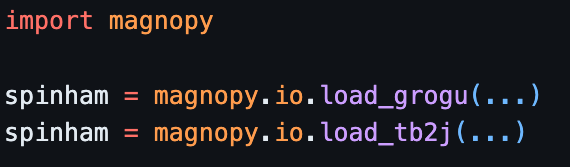 import magnopy
spinham = magnopy.io.load_grogu(...)
spinham = magnopy.io.load_tb2j(...)